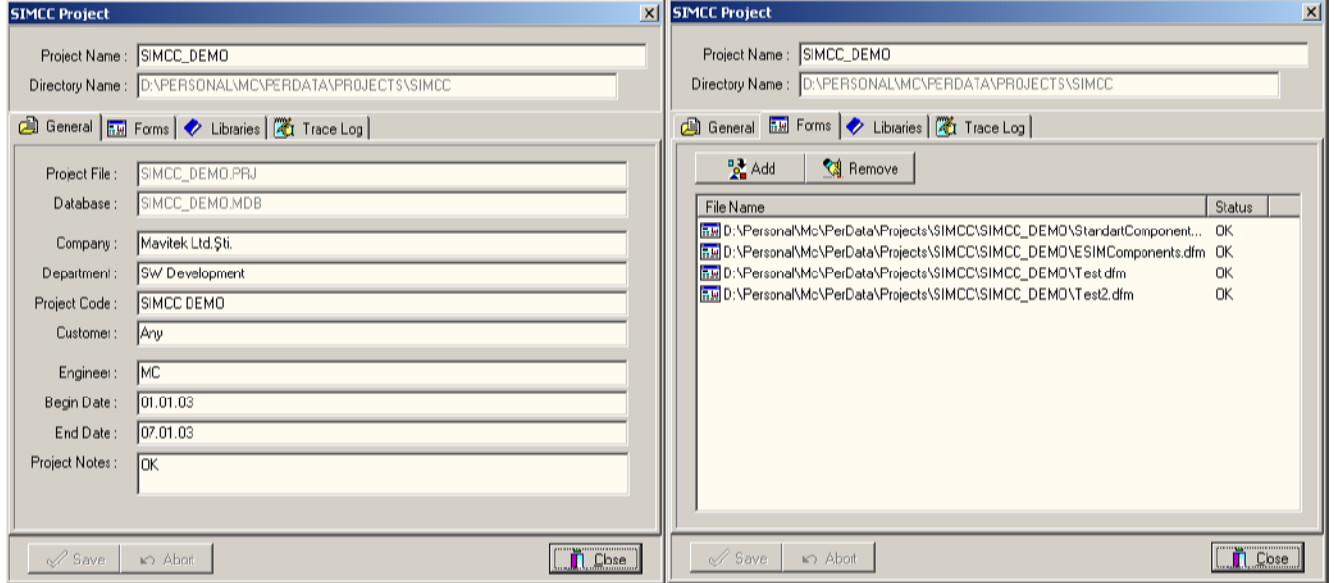 SIMCC Project
Project Name : SIMCC_DEMO
Directory Name : D:\PERSONAL\MC\PERDATA\PROJECTS\SIMCC
General Forms Libraries Trace Log
Project File : SIMCC_DEMO.PRJ
Database : SIMCC_DEMO.MDB
Company : Mavitek Ltd.Şti.
Department : SW Development
Project Code : SIMCC DEMO
Customer : Any
Engineer : MC
Begin Date : 01.01.03
End Date : 07.01.03
Project Notes : OK
Save Abort Close
SIMCC Project
Project Name : SIMCC_DEMO
Directory Name : D:\PERSONAL\MC\PERDATA\PROJECTS\SIMCC
General Forms Libraries Trace Log
Add Remove
File Name Status
D:\Personal\Mc\PerData\Projects\SIMCC\SIMCC_DEMO\StandartComponent... OK
D:\Personal\Mc\PerData\Projects\SIMCC\SIMCC_DEMO\ESIMComponents.dfm OK
D:\Personal\Mc\PerData\Projects\SIMCC\SIMCC_DEMO\Test.dfm OK
D:\Personal\Mc\PerData\Projects\SIMCC\SIMCC_DEMO\Test2.dfm OK
Save Abort Close